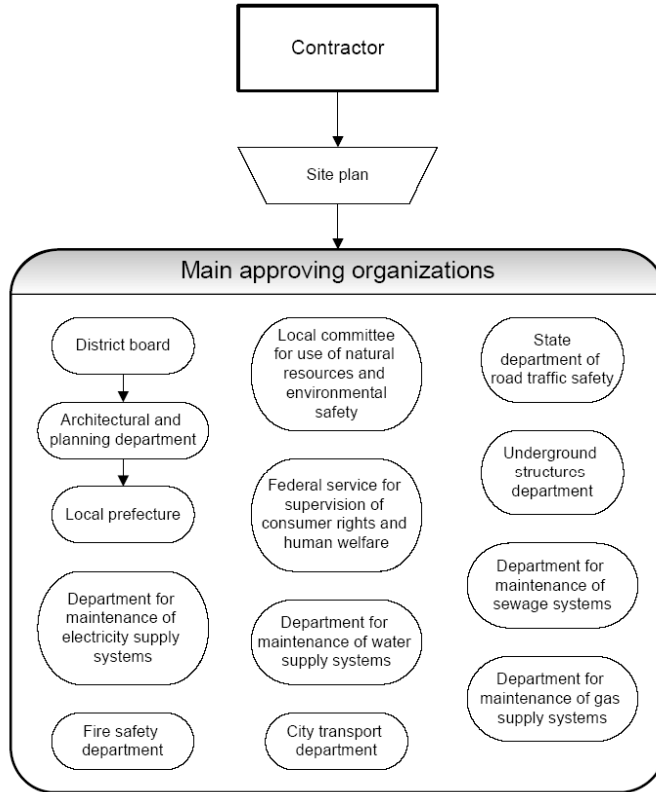 Contractor
Site plan
Main approving organizations
District board
Architectural and
planning department
Local prefecture
Department for
maintenance of
electricity supply
systems
Fire safety
department
Local committee
for use of natural
resources and
environmental
safety
Federal service for
supervision of
consumer rights and
human welfare
Department for
maintenance of water
supply systems
City transport
department
State
department of
road traffic safety
Underground
structures
department
Department for
maintenance of
sewage systems
Department for
maintenance of gas
supply systems